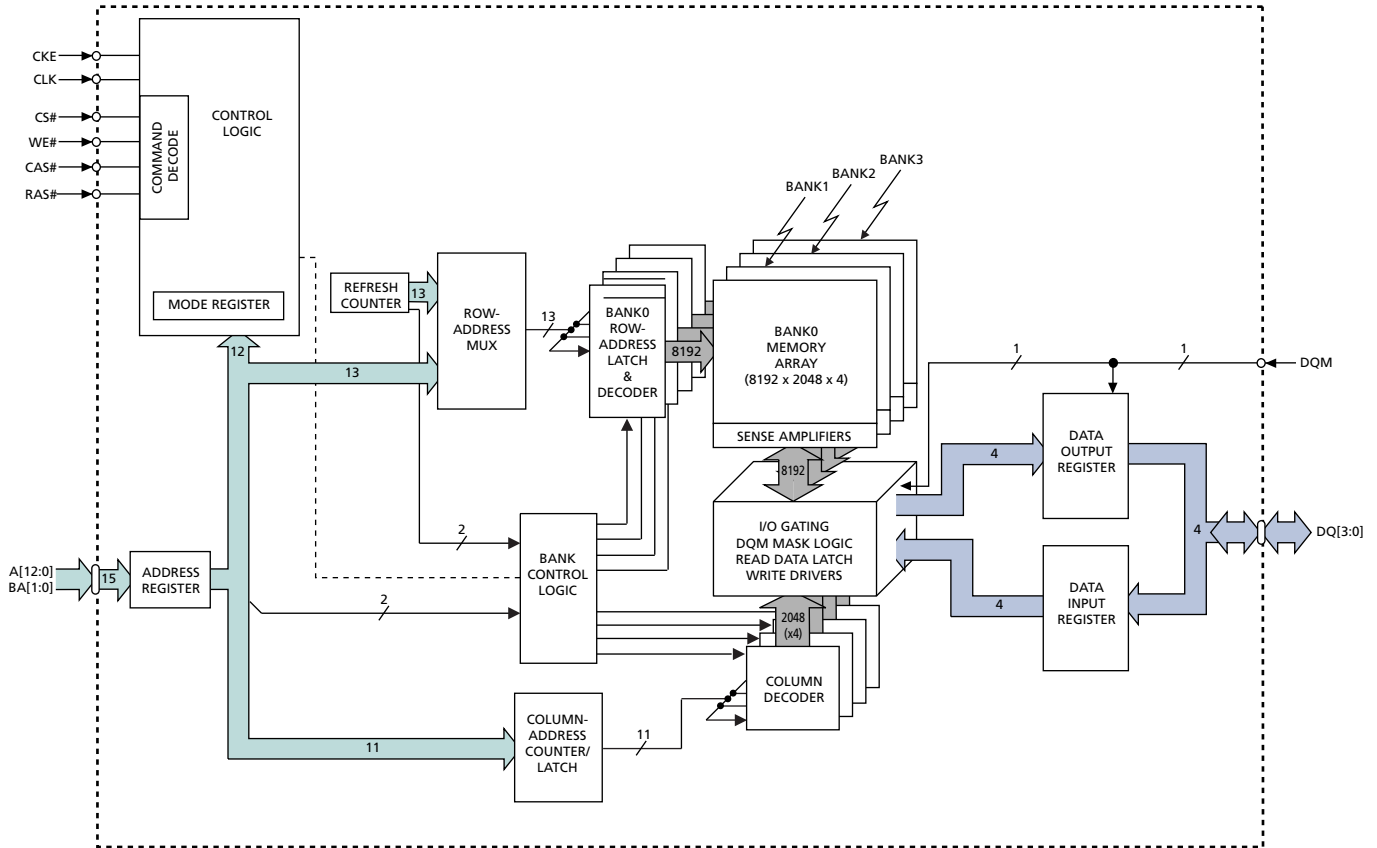 CKE
CLK
CS#
WE#
CAS#
RAS#
COMMAND
DECODE
CONTROL
LOGIC
MODE REGISTER
BANK3
BANK2
BANK1
REFRESH
COUNTER
13
ROW-
ADDRESS
MUX
13
BANK0
ROW-
ADDRESS
LATCH
&
DECODER
8192
BANK0
MEMORY
ARRAY
(8192 x 2048 x 4)
SENSE AMPLIFIERS
12
13
1
1
DQM
8192
DATA
OUTPUT
REGISTER
4
I/O GATING
DQM MASK LOGIC
READ DATA LATCH
WRITE DRIVERS
4
DQ[3:0]
2
BANK
CONTROL
LOGIC
A[12:0]
BA[1:0]
15
ADDRESS
REGISTER
2
4
DATA
INPUT
REGISTER
2048
(x4)
COLUMN
DECODER
11
COLUMN-
ADDRESS
COUNTER/
LATCH
11